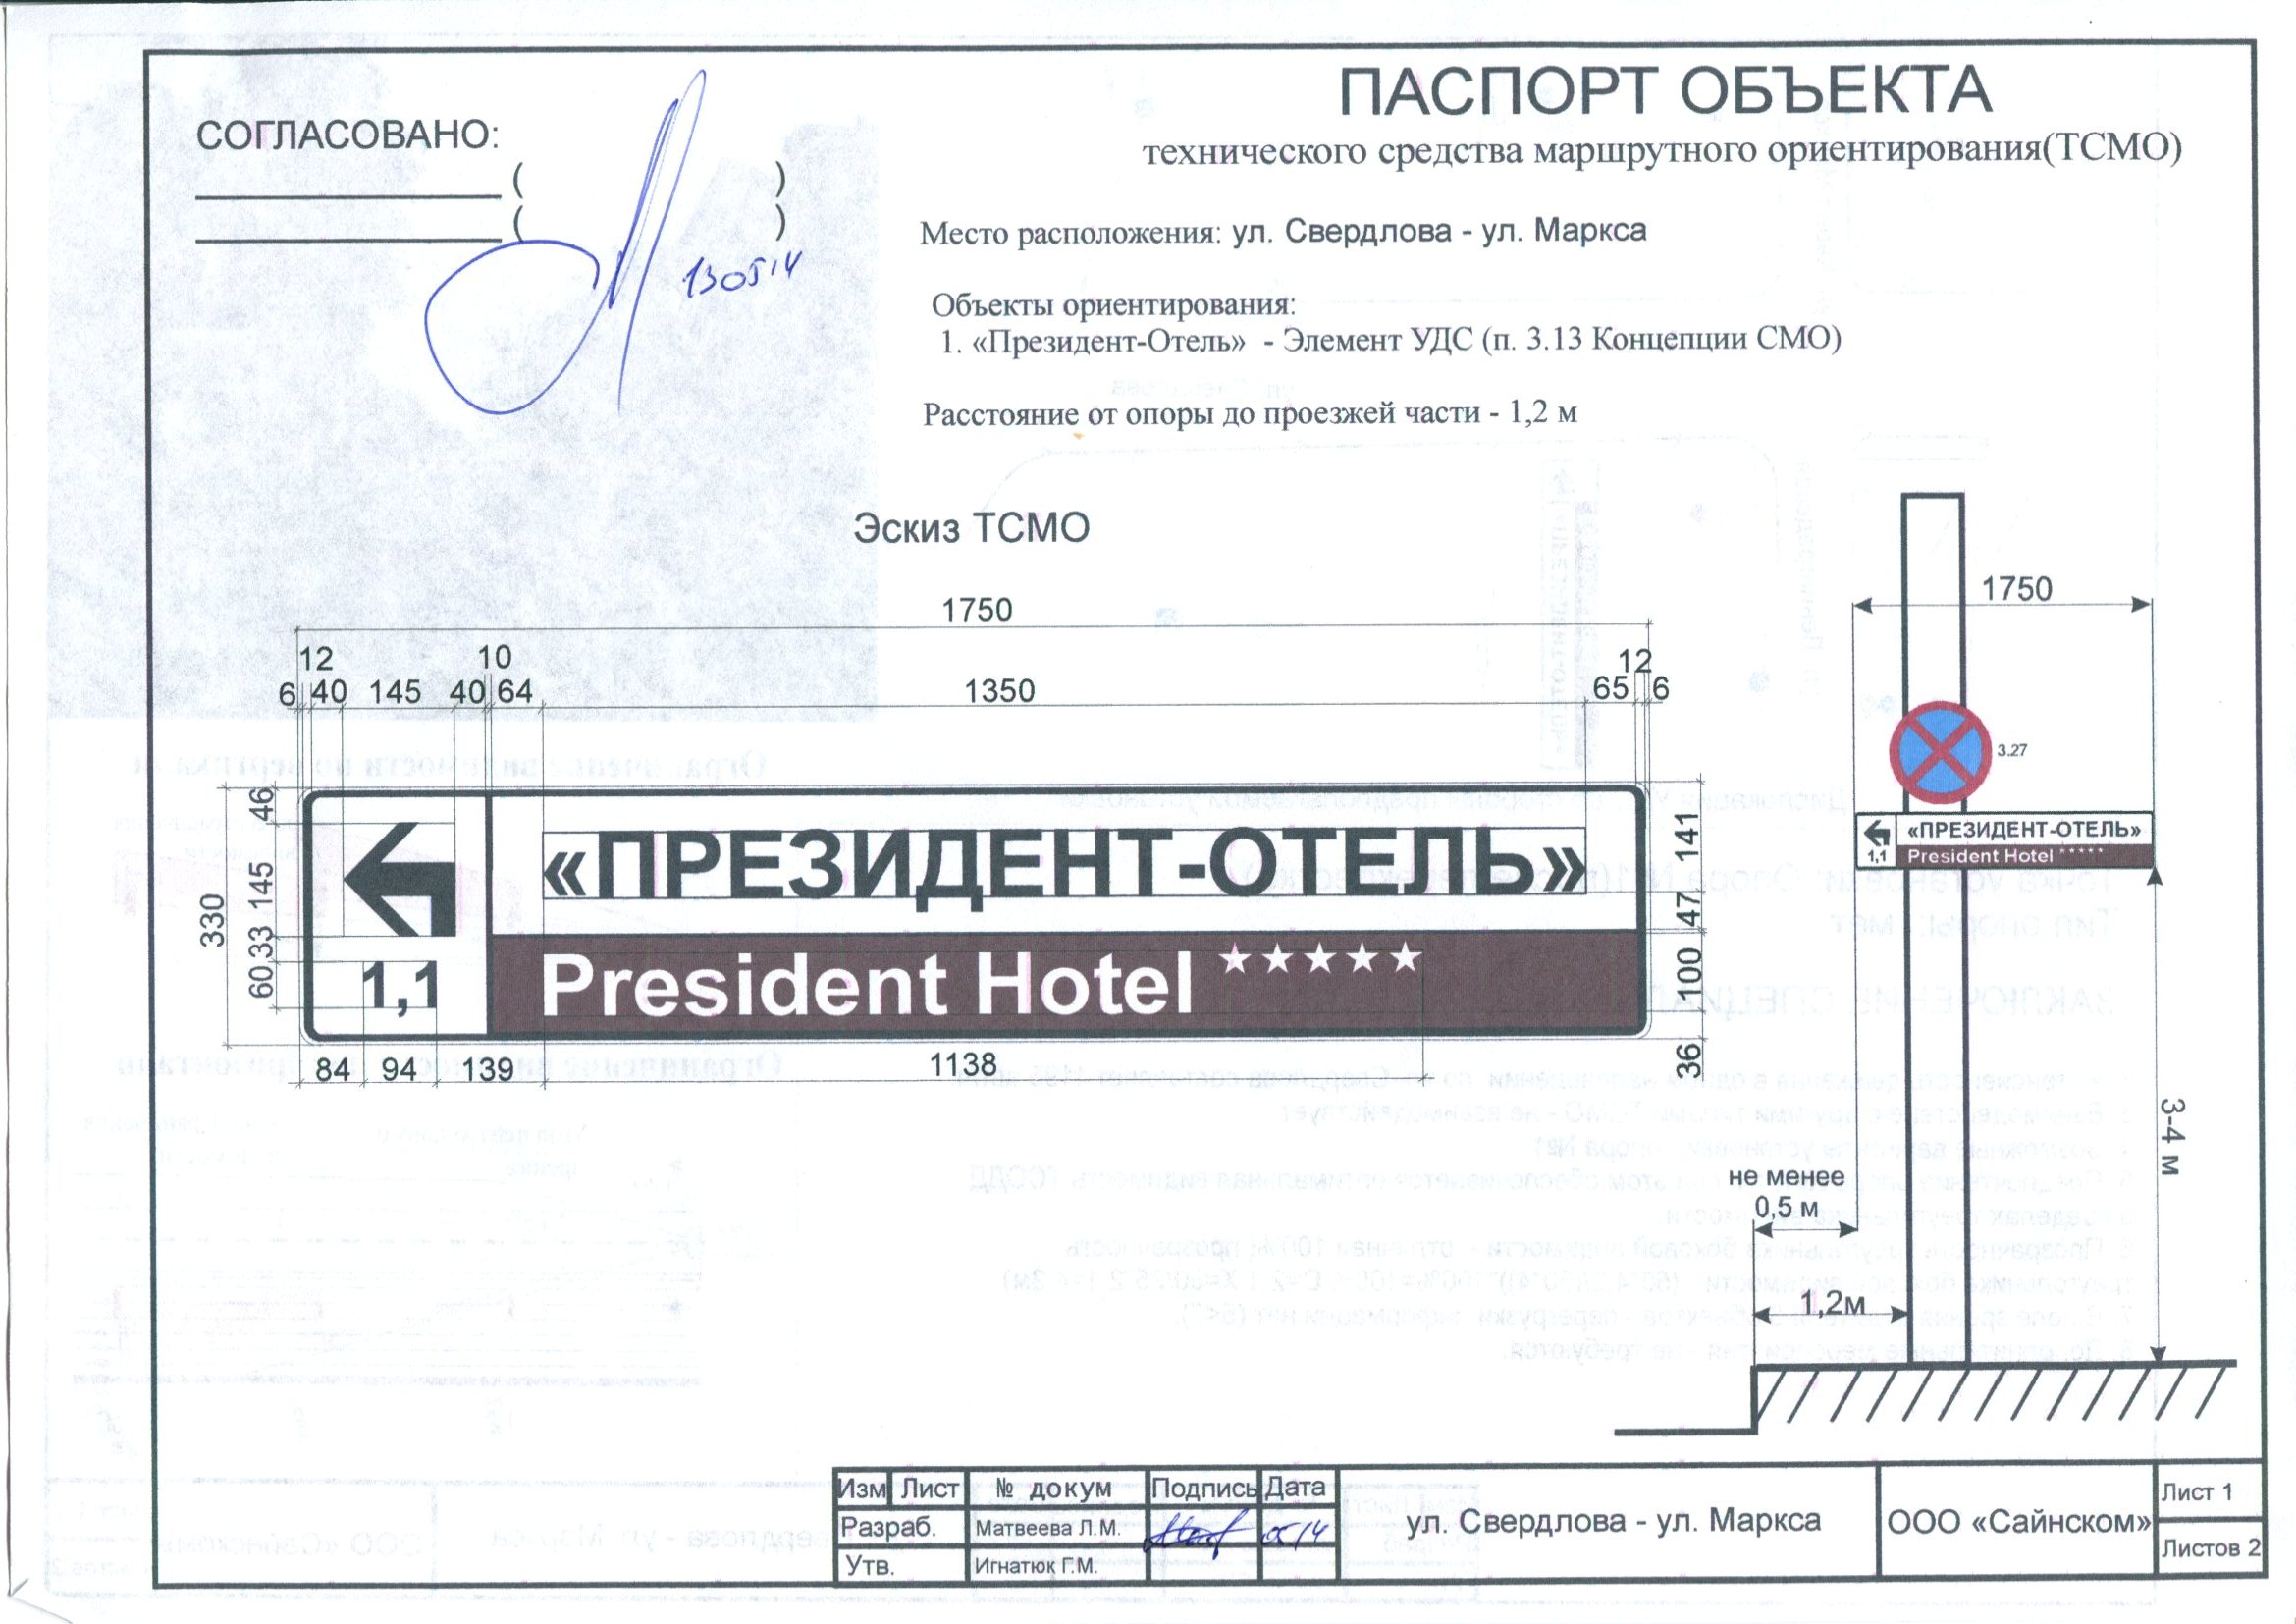 ПАСПОРТ ОБЪЕКТА
технического средства маршрутного ориентирования(ТСМО)
СОГЛАСОВАНО:
( )
( )
130514
Место расположения: ул. Свердлова - ул. Маркса
Объекты ориентирования:
1. «Президент-Отель» - Элемент УДС (п. 3.13 Концепции СМО)
Расстояние от опоры до проезжей части - 1,2 м
Эскиз ТСМО
1750
12 10 12
6 40 145 40 64 1350 65 6
330
46
145
33
60
«ПРЕЗИДЕНТ-ОТЕЛЬ»
1,1
President Hotel
141
47
100
36
84 94 139 1138
1750
3.27
«ПРЕЗИДЕНТ-ОТЕЛЬ»
1,1 President Hotel
3-4 м
не менее
0,5 м
1,2м
Изм Лист № докум Подпись Дата
Разраб. Матвеева Л.М. 05 14
Утв. Игнатюк Г.М.
ул. Свердлова - ул. Маркса
ООО «Сайнском»
Лист 1
Листов 2